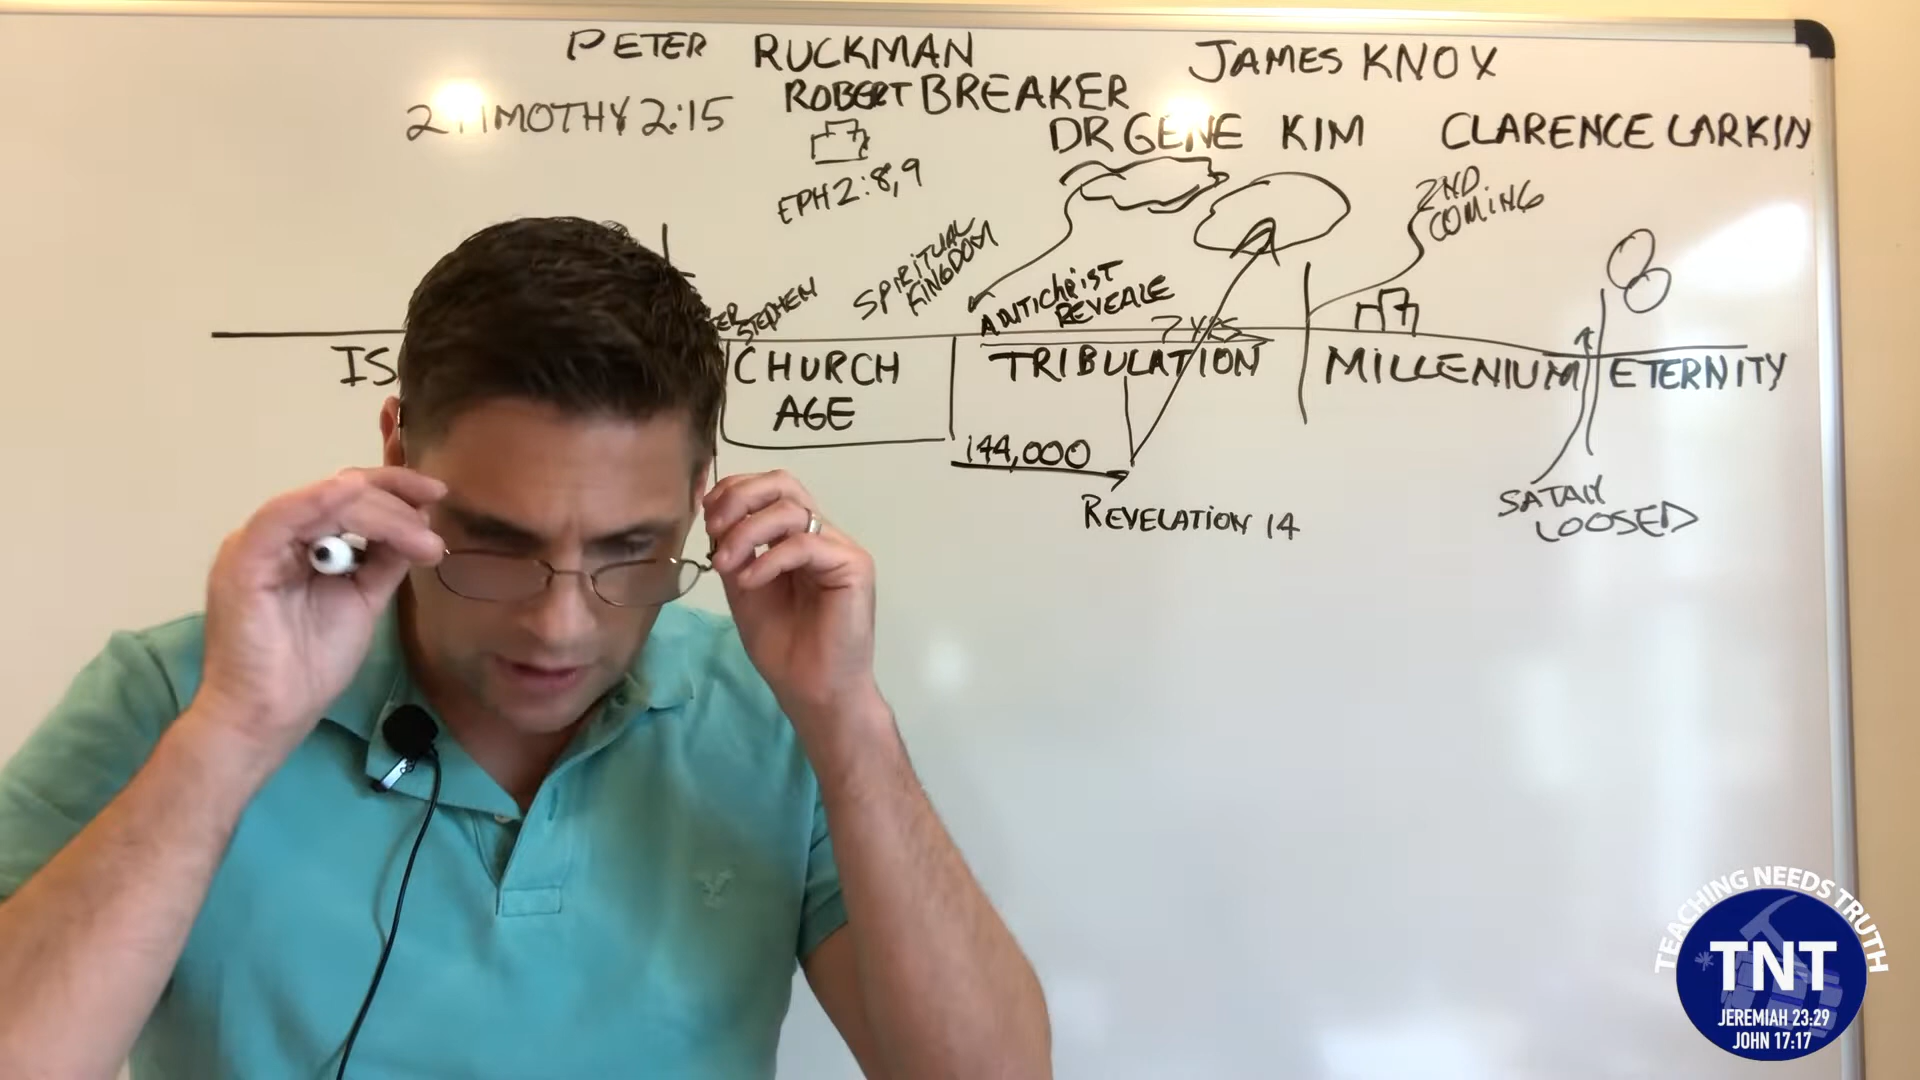 PETER RUCKMAN
JAMES KNOX
2 TIMOTHY 2:15
ROBERT BREAKER
DR GENE KIM
CLARENCE LARKIN
EPH 2:8,9
2ND
COMING
SPIRITUAL
KINGDOM
STEPHEN
ANTICHRIST
REVEALE
7 YRS
IS
CHURCH
AGE
TRIBULATION
MILLENIUM
ETERNITY
144,000
REVELATION 14
SATAN
LOOSED
TEACHING NEEDS TRUTH
TNT
JEREMIAH 23:29
JOHN 17:17